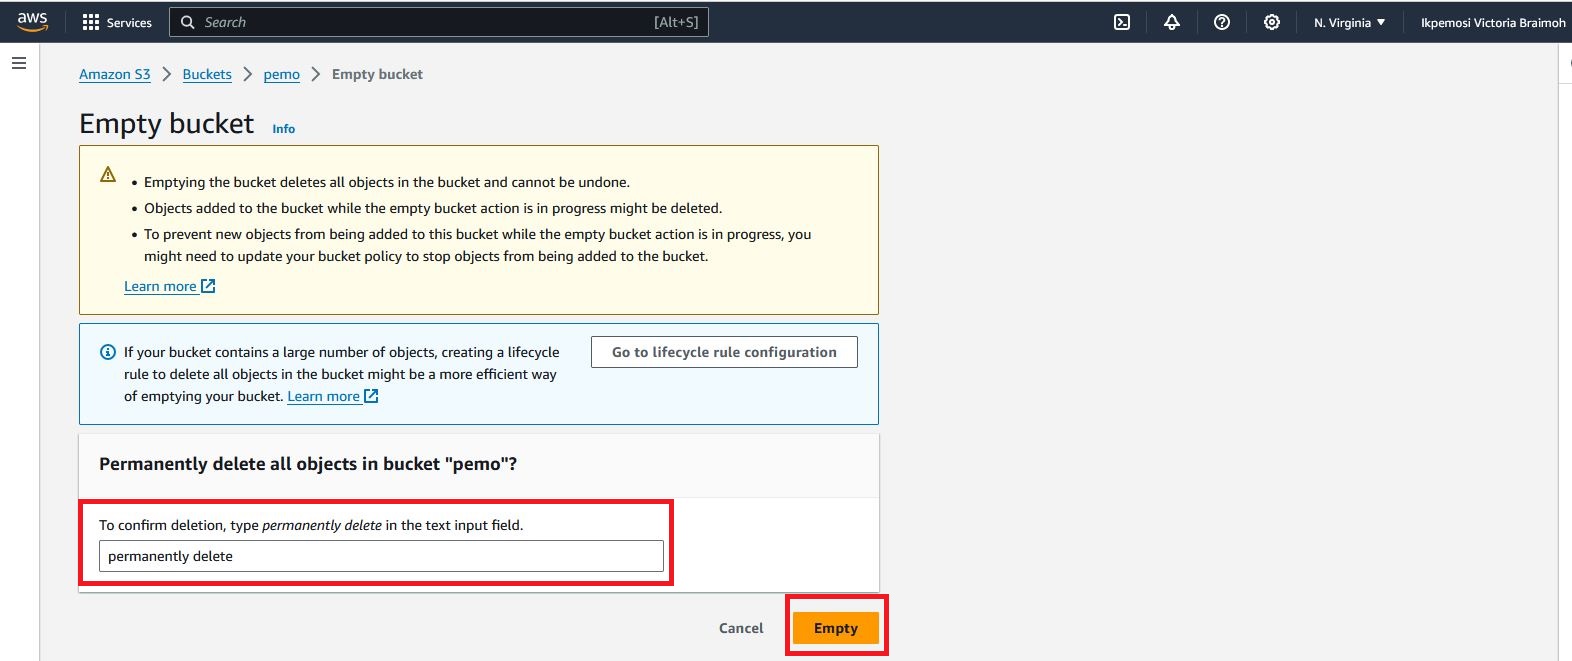 aws Services Search [Alt+S] N. Virginia Ikpemosi Victoria Braimoh
Amazon S3 Buckets pemo Empty bucket
Empty bucket Info
Emptying the bucket deletes all objects in the bucket and cannot be undone.
Objects added to the bucket while the empty bucket action is in progress might be deleted.
To prevent new objects from being added to this bucket while the empty bucket action is in progress, you
might need to update your bucket policy to stop objects from being added to the bucket.
Learn more
If your bucket contains a large number of objects, creating a lifecycle
rule to delete all objects in the bucket might be a more efficient way
of emptying your bucket. Learn more
Go to lifecycle rule configuration
Permanently delete all objects in bucket "pemo"?
To confirm deletion, type permanently delete in the text input field.
permanently delete
Cancel Empty